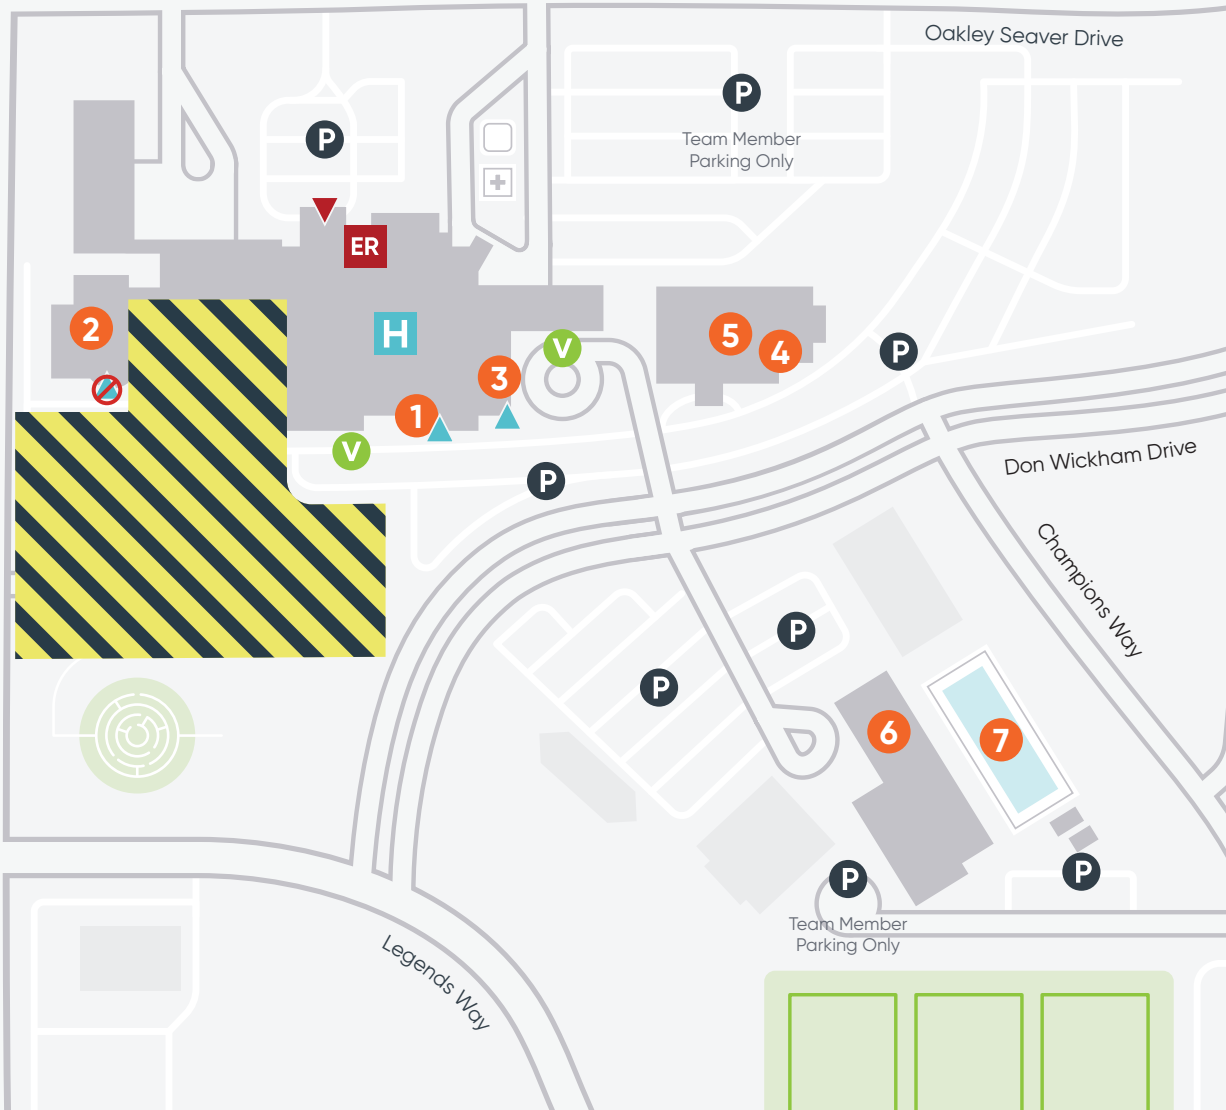 Oakley Seaver Drive
P
Team Member
Parking Only
P
ER
2
H
5
4
V
P
3
1
V
Don Wickham Drive
P
Champions Way
P
P
6
7
P
P
Team Member
Parking Only
Legends Way